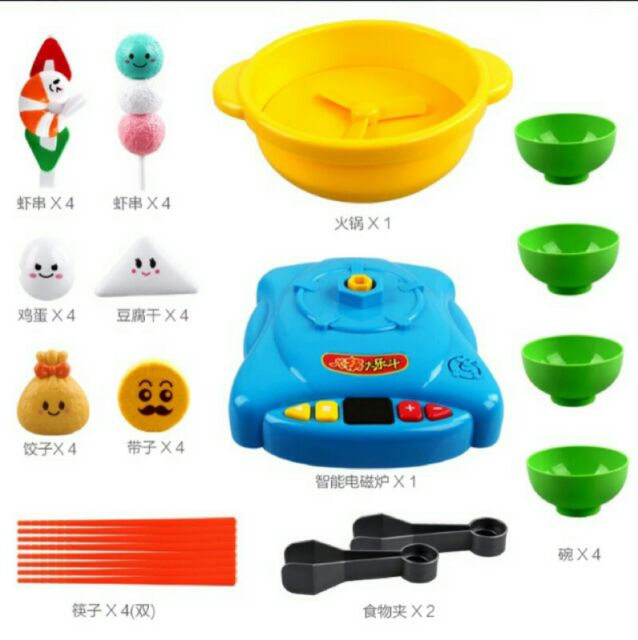 虾串 X 4
虾串 X 4
火锅 X 1
鸡蛋 X 4
豆腐干 X 4
饺子X 4
带子 X 4
智能电磁炉 X 1
碗 X 4
筷子 X 4(双)
食物夹 X 2
+
-